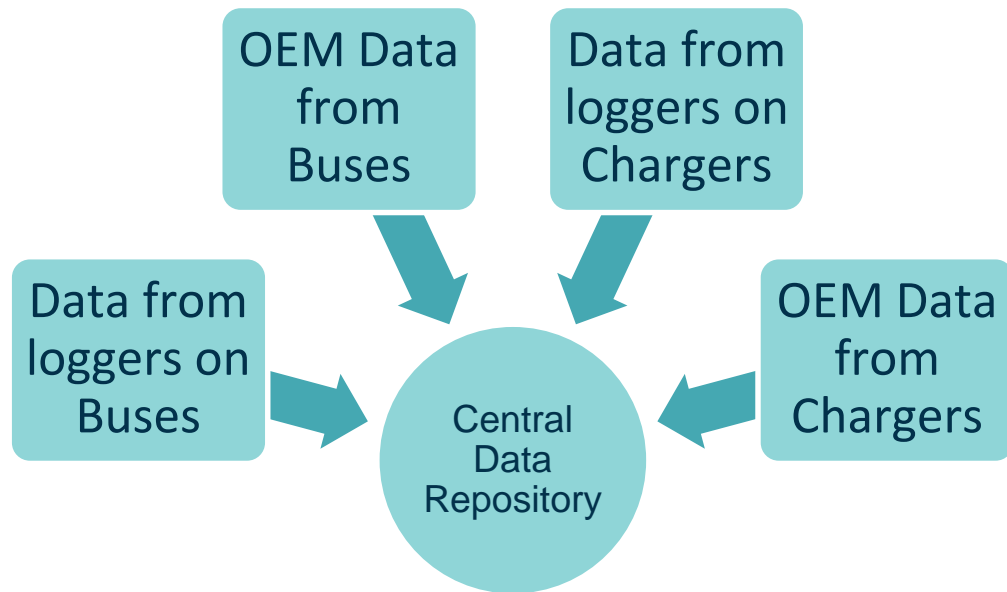 OEM Data
from
Buses
Data from
loggers on
Chargers
Data from
loggers on
Buses
OEM Data
from
Chargers
Central
Data
Repository